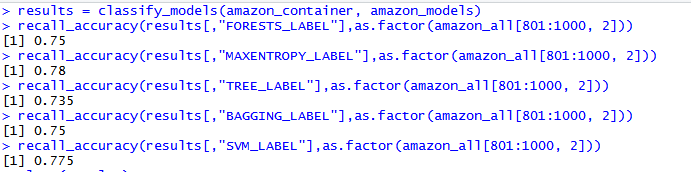 > results = classify_models(amazon_container, amazon_models)
> recall_accuracy(results[,"FORESTS_LABEL"],as.factor(amazon_all[801:1000, 2]))
[1] 0.75
> recall_accuracy(results[,"MAXENTROPY_LABEL"],as.factor(amazon_all[801:1000, 2]))
[1] 0.78
> recall_accuracy(results[,"TREE_LABEL"],as.factor(amazon_all[801:1000, 2]))
[1] 0.735
> recall_accuracy(results[,"BAGGING_LABEL"],as.factor(amazon_all[801:1000, 2]))
[1] 0.75
> recall_accuracy(results[,"SVM_LABEL"],as.factor(amazon_all[801:1000, 2]))
[1] 0.775